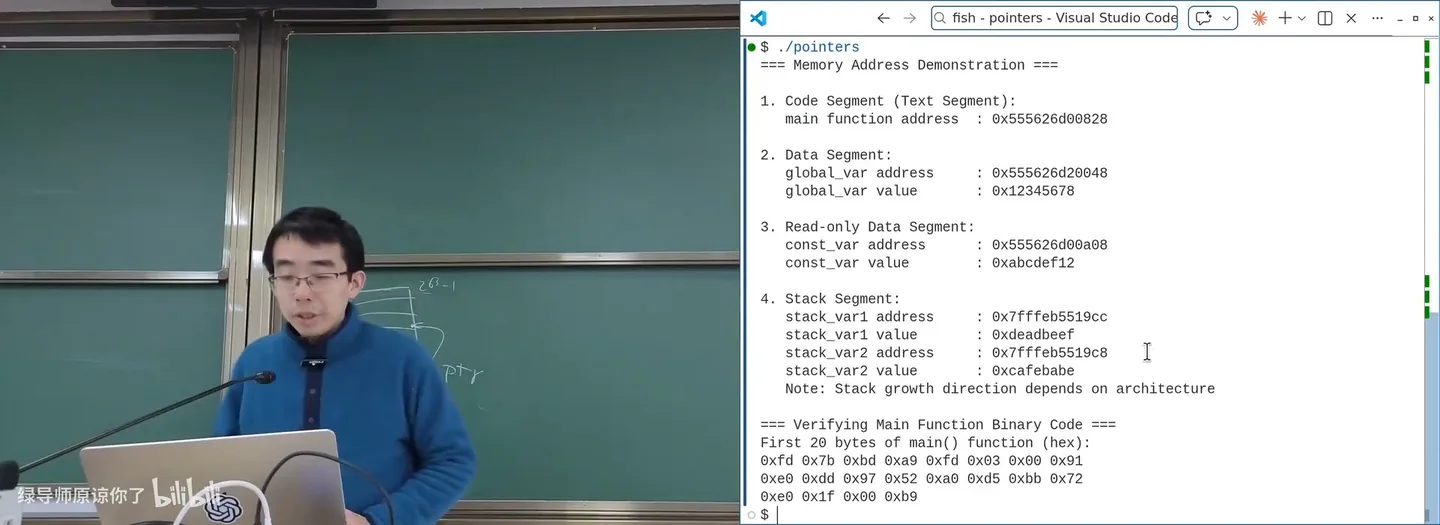 2⁶³-1
ptr
绿导师原谅你了 bilibili
fish - pointers - Visual Studio Code
$ ./pointers
=== Memory Address Demonstration ===
1. Code Segment (Text Segment):
main function address : 0x555626d00828
2. Data Segment:
global_var address : 0x555626d20048
global_var value : 0x12345678
3. Read-only Data Segment:
const_var address : 0x555626d00a08
const_var value : 0xabcdef12
4. Stack Segment:
stack_var1 address : 0x7fffeb5519cc
stack_var1 value : 0xdeadbeef
stack_var2 address : 0x7fffeb5519c8
stack_var2 value : 0xcafebabe
Note: Stack growth direction depends on architecture
=== Verifying Main Function Binary Code ===
First 20 bytes of main() function (hex):
0xfd 0x7b 0xbd 0xa9 0xfd 0x03 0x00 0x91
0xe0 0xdd 0x97 0x52 0xa0 0xd5 0xbb 0x72
0xe0 0x1f 0x00 0xb9
$